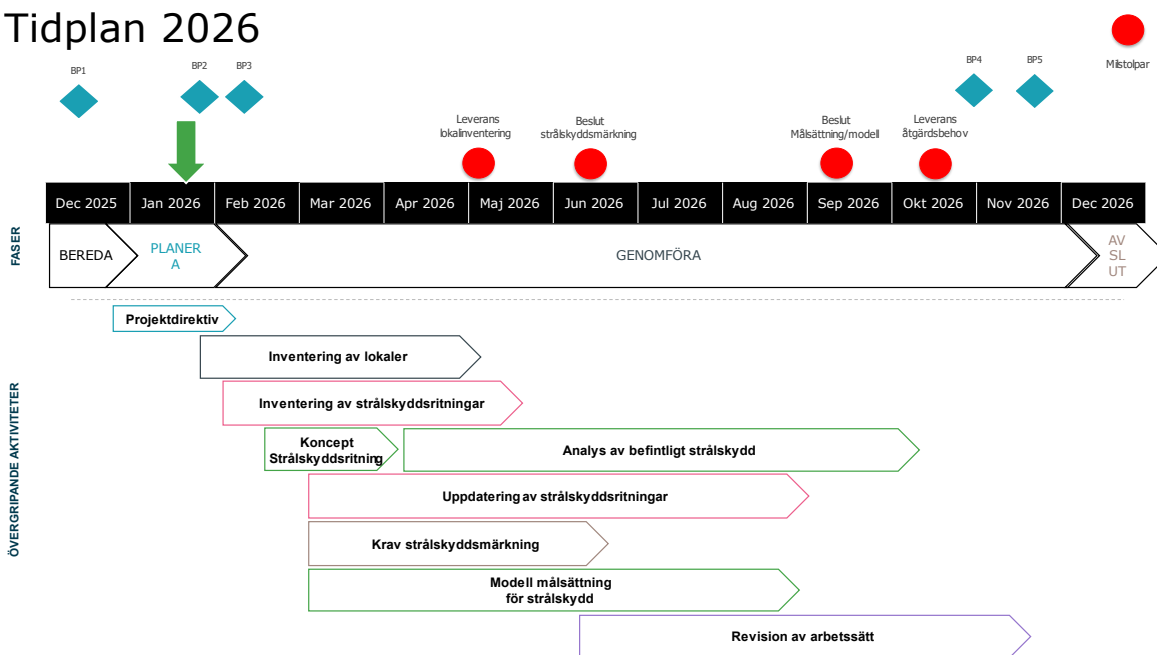 Tidplan 2026
BP1
BP2
BP3
BP4
BP5
Milstolpar
Leverans
lokalinventering
Beslut
strålskyddsmärkning
Beslut
Målsättning/modell
Leverans
åtgärdsbehov
Dec 2025
Jan 2026
Feb 2026
Mar 2026
Apr 2026
Maj 2026
Jun 2026
Jul 2026
Aug 2026
Sep 2026
Okt 2026
Nov 2026
Dec 2026
FASER
BEREDA
PLANER
A
GENOMFÖRA
AV
SL
UT
ÖVERGRIPANDE AKTIVITETER
Projektdirektiv
Inventering av lokaler
Inventering av strålskyddsritningar
Koncept
Strålskyddsritning
Analys av befintligt strålskydd
Uppdatering av strålskyddsritningar
Krav strålskyddsmärkning
Modell målsättning
för strålskydd
Revision av arbetssätt